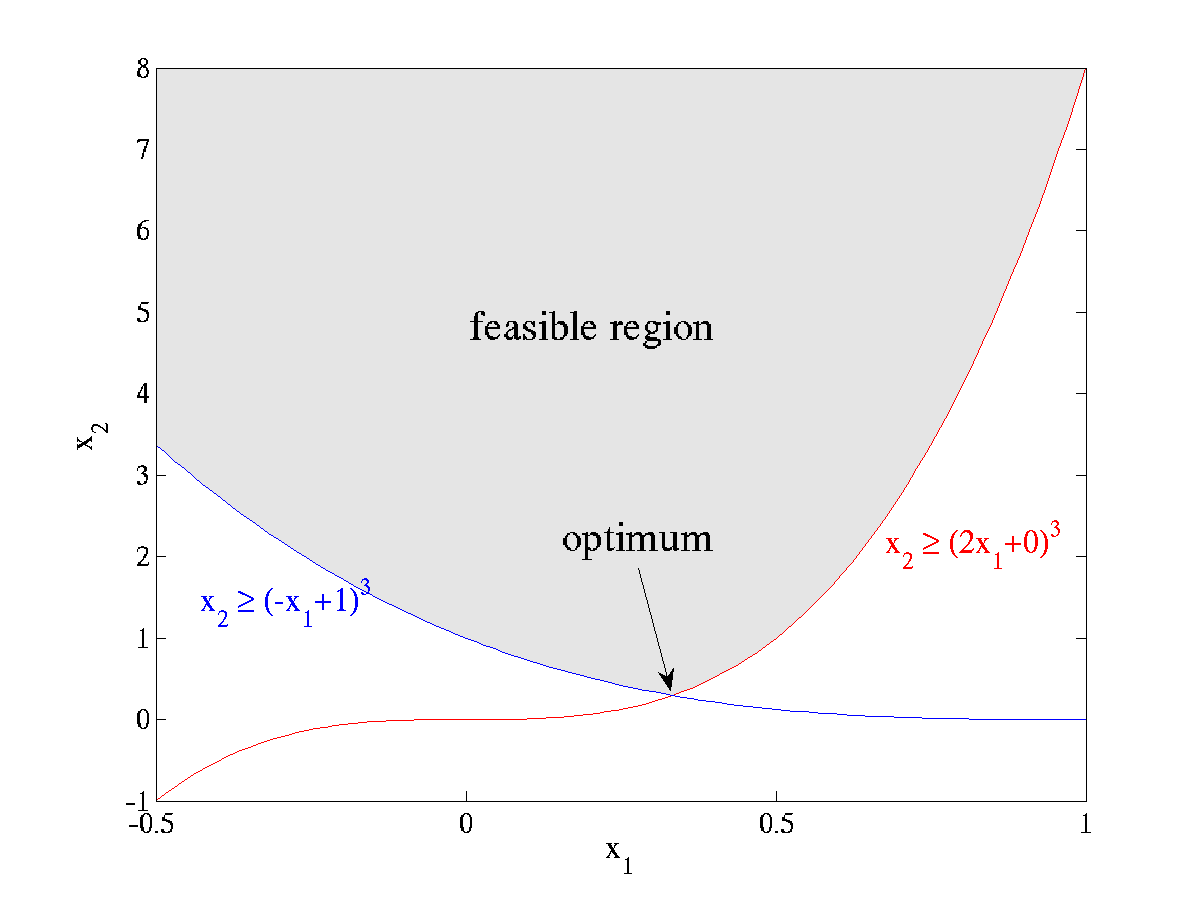 8
7
6
5
feasible region
4
x₂
3
optimum
x₂ ≥ (2x₁+0)³
2
x₂ ≥ (-x₁+1)³
1
0
-1
-0.5 0 0.5 1
x₁